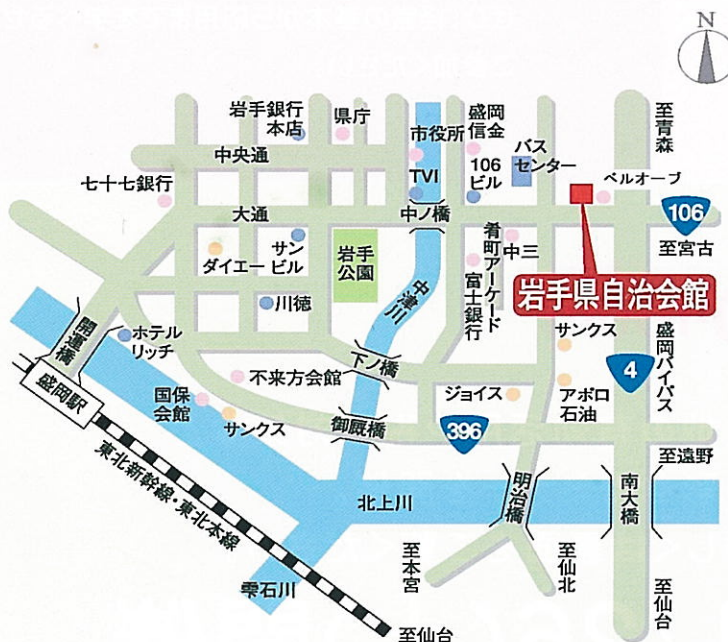 N
岩手銀行
本店
県庁
市役所
盛岡
信金
バス
センター
至青森
中央通
TVI
106
ビル
ベルオーブ
七十七銀行
大通
中ノ橋
106
至宮古
ダイエー
サン
ビル
岩手
公園
中津川
肴町アーケード
中三
富士銀行
岩手県自治会館
川徳
サンクス
盛岡バイパス
開運橋
ホテル
リッチ
下ノ橋
4
盛岡駅
国保
会館
不来方会館
サンクス
ジョイス
アポロ
石油
御厩橋
396
至遠野
東北新幹線・東北本線
北上川
明治橋
南大橋
雫石川
至本宮
至仙北
至仙台
至仙台